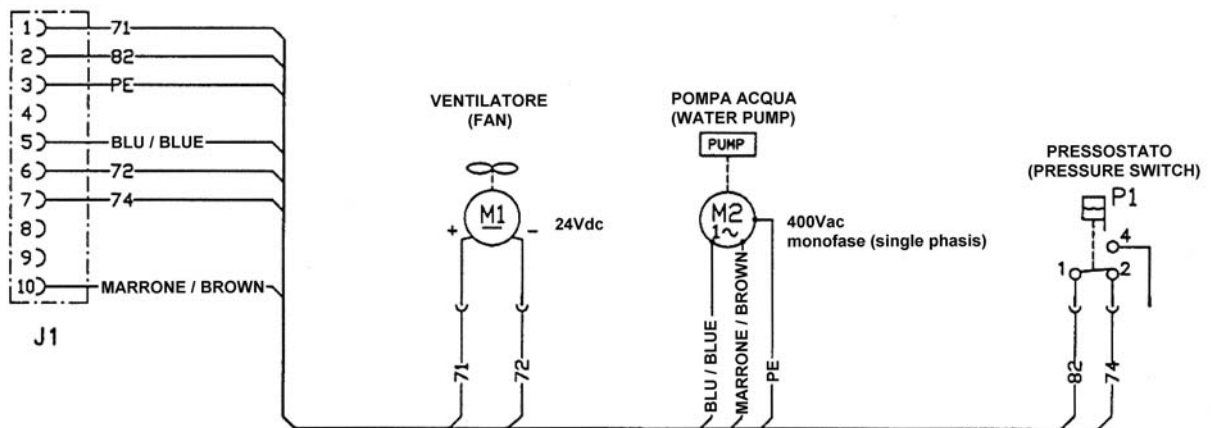 1 71
2 82
3 PE
4
5 BLU / BLUE
6 72
7 74
8
9
10 MARRONE / BROWN
J1
VENTILATORE
(FAN)
M1
+
-
24Vdc
71
72
POMPA ACQUA
(WATER PUMP)
PUMP
M2
1~
400Vac
monofase (single phasis)
BLU / BLUE
MARRONE / BROWN
PE
PRESSOSTATO
(PRESSURE SWITCH)
P1
4
1
2
82
74